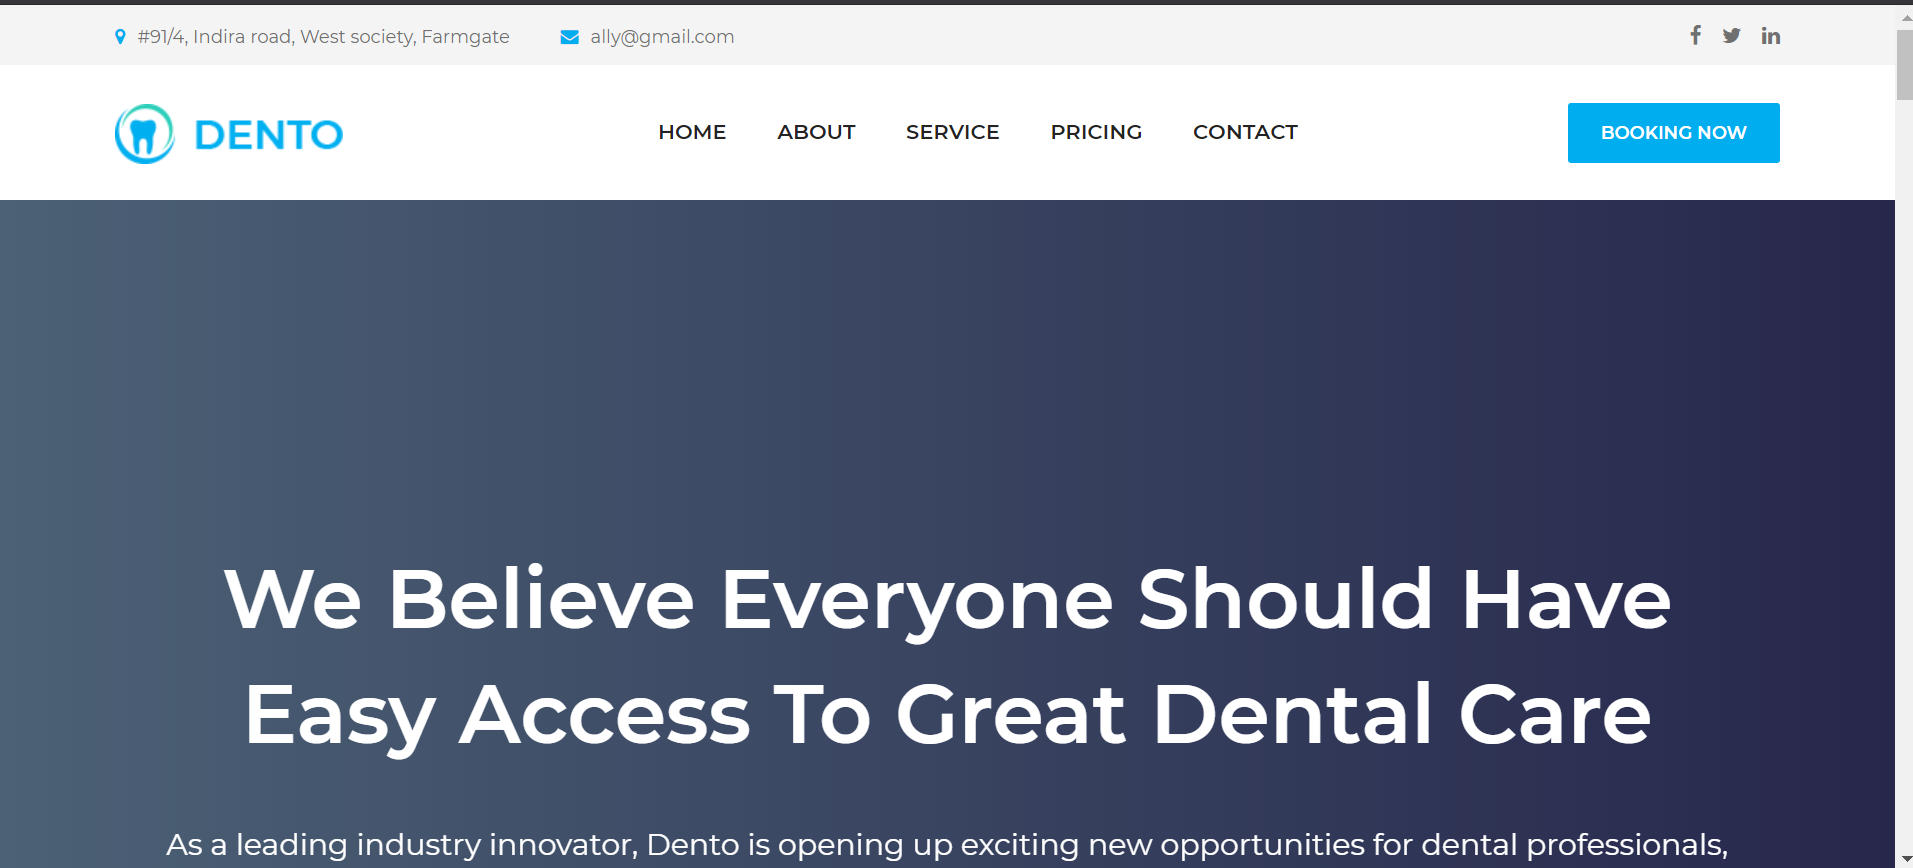 #91/4, Indira road, West society, Farmgate ally@gmail.com
DENTO HOME ABOUT SERVICE PRICING CONTACT BOOKING NOW
We Believe Everyone Should Have
Easy Access To Great Dental Care
As a leading industry innovator, Dento is opening up exciting new opportunities for dental professionals,